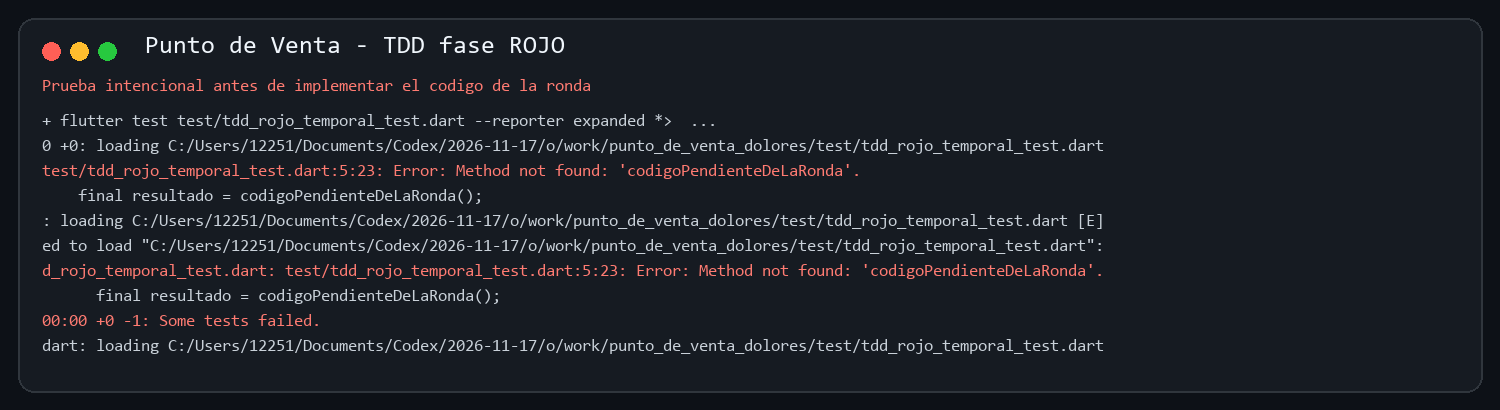 Punto de Venta - TDD fase ROJO
Prueba intencional antes de implementar el codigo de la ronda
+ flutter test test/tdd_rojo_temporal_test.dart --reporter expanded *>  ...
0 +0: loading C:/Users/12251/Documents/Codex/2026-11-17/o/work/punto_de_venta_dolores/test/tdd_rojo_temporal_test.dart
test/tdd_rojo_temporal_test.dart:5:23: Error: Method not found: 'codigoPendienteDeLaRonda'.
    final resultado = codigoPendienteDeLaRonda();
: loading C:/Users/12251/Documents/Codex/2026-11-17/o/work/punto_de_venta_dolores/test/tdd_rojo_temporal_test.dart [E]
ed to load "C:/Users/12251/Documents/Codex/2026-11-17/o/work/punto_de_venta_dolores/test/tdd_rojo_temporal_test.dart":
d_rojo_temporal_test.dart: test/tdd_rojo_temporal_test.dart:5:23: Error: Method not found: 'codigoPendienteDeLaRonda'.
      final resultado = codigoPendienteDeLaRonda();
00:00 +0 -1: Some tests failed.
dart: loading C:/Users/12251/Documents/Codex/2026-11-17/o/work/punto_de_venta_dolores/test/tdd_rojo_temporal_test.dart